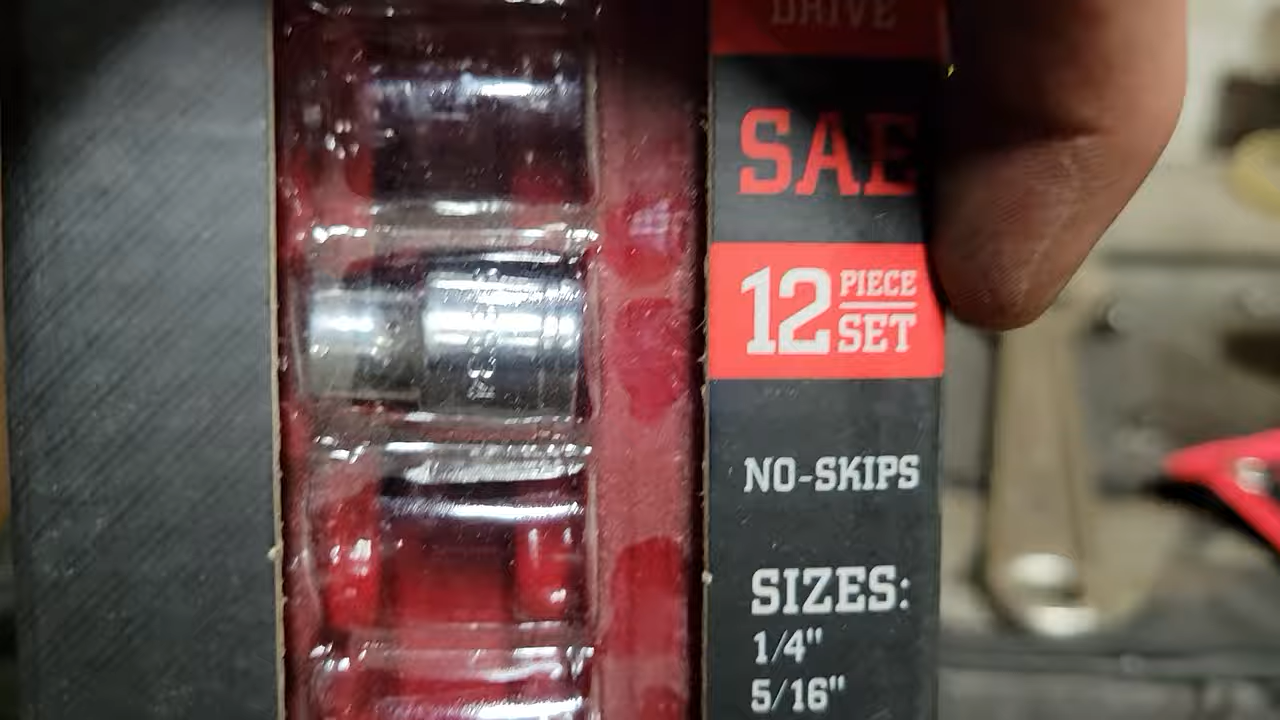 DRIVE
SAE
12 PIECE
SET
NO-SKIPS
SIZES:
1/4"
5/16"